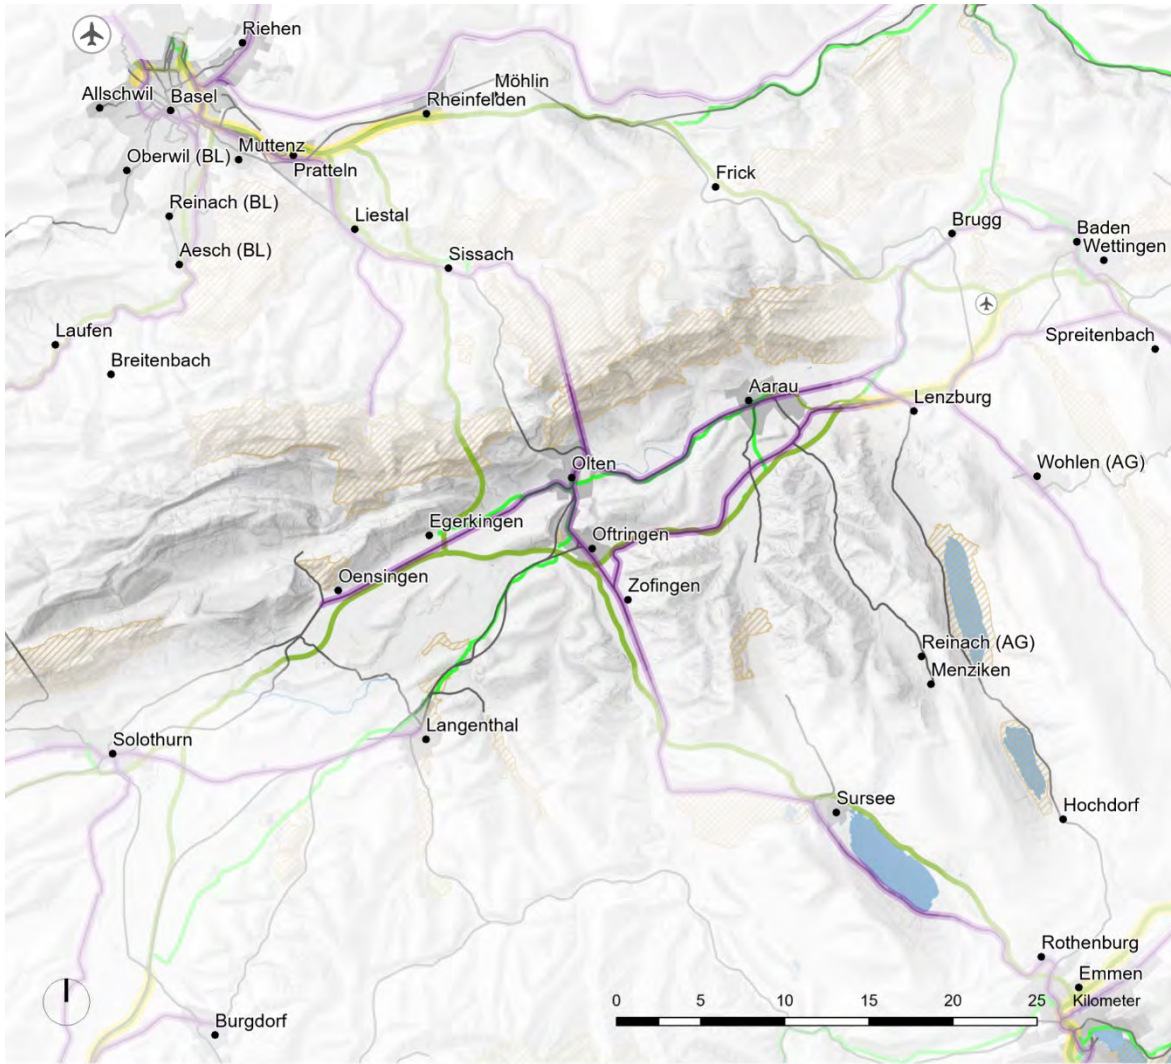 Riehen
Möhlin
Allschwil
Basel
Rheinfelden
Muttenz
Oberwil (BL)
Pratteln
Frick
Reinach (BL)
Liestal
Brugg
Baden
Aesch (BL)
Sissach
Wettingen
Laufen
Spreitenbach
Breitenbach
Aarau
Lenzburg
Olten
Wohlen (AG)
Egerkingen
Oftringen
Oensingen
Zofingen
Reinach (AG)
Menziken
Solothurn
Langenthal
Sursee
Hochdorf
Rothenburg
Emmen
0 5 10 15 20 25
Kilometer
Burgdorf